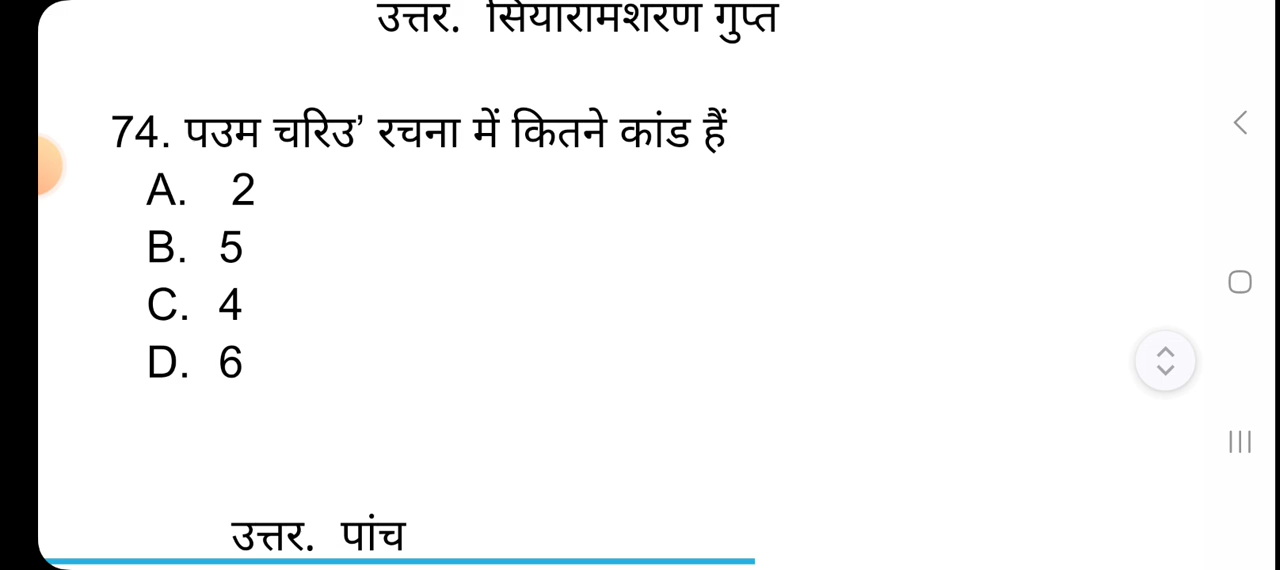 उत्तर. सियारामशरण गुप्त
74. पउम चरिउ’ रचना में कितने कांड हैं
A. 2
B. 5
C. 4
D. 6
उत्तर. पांच